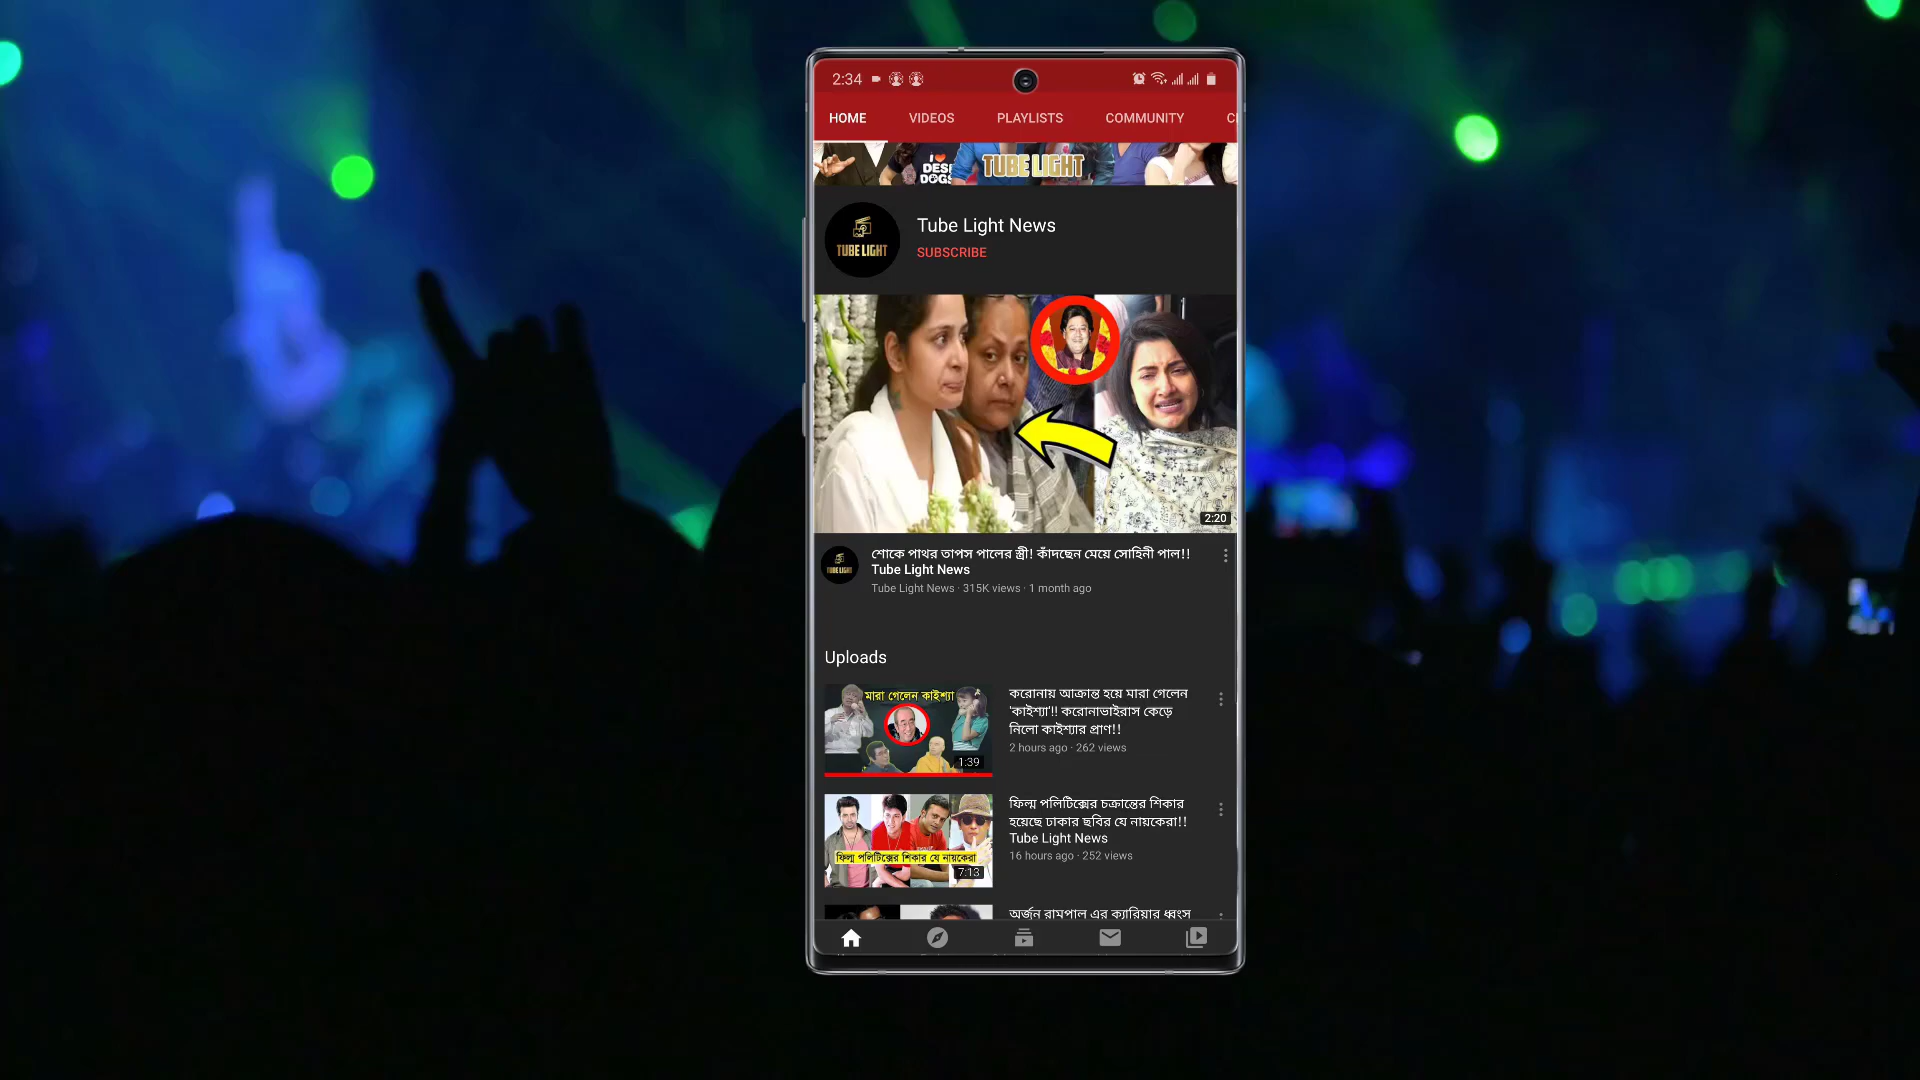 2:34
HOME VIDEOS PLAYLISTS COMMUNITY
I ❤ DESI DOGS
TUBE LIGHT
TUBE LIGHT
Tube Light News
SUBSCRIBE
2:20
TUBE LIGHT
শোকে পাথর তাপস পালের স্ত্রী! কাঁদছেন মেয়ে সোহিনী পাল!!
Tube Light News
Tube Light News · 315K views · 1 month ago
Uploads
মারা গেলেন কাইশ্যা
1:39
করোনায় আক্রান্ত হয়ে মারা গেলেন
'কাইশ্যা'!! করোনাভাইরাস কেড়ে
নিলো কাইশ্যার প্রাণ!!
2 hours ago · 262 views
ফিল্ম পলিটিক্সের শিকার যে নায়কেরা
7:13
ফিল্ম পলিটিক্সের চক্রান্তের শিকার
হয়েছে ঢাকার ছবির যে নায়কেরা!!
Tube Light News
16 hours ago · 252 views
অর্জুন রামপাল এর ক্যারিয়ার ধ্বংস